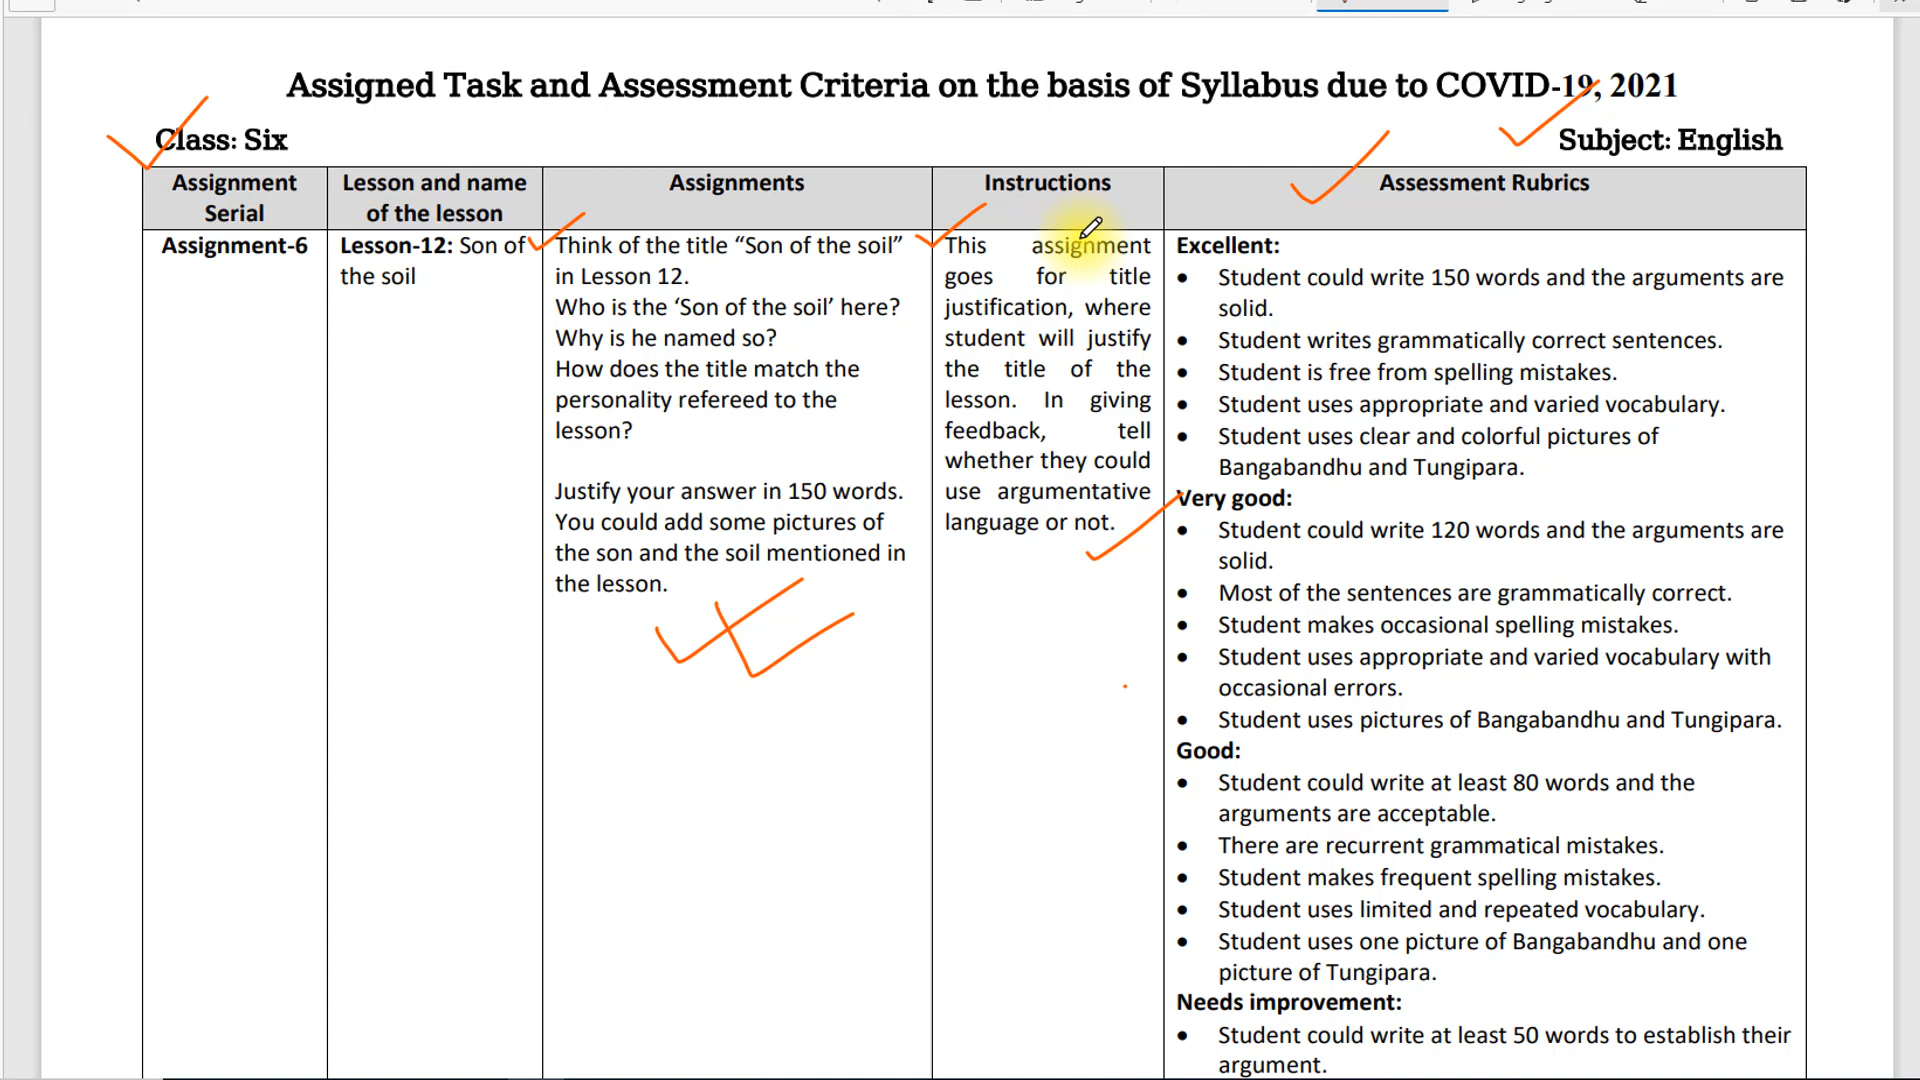 Assigned Task and Assessment Criteria on the basis of Syllabus due to COVID-19, 2021
Class: Six
Subject: English
Assignment
Serial
Lesson and name
of the lesson
Assignments
Instructions
Assessment Rubrics
Assignment-6
Lesson-12: Son of
the soil
Think of the title “Son of the soil”
in Lesson 12.
Who is the ‘Son of the soil’ here?
Why is he named so?
How does the title match the
personality refereed to the
lesson?
Justify your answer in 150 words.
You could add some pictures of
the son and the soil mentioned in
the lesson.
This assignment
goes for title
justification, where
student will justify
the title of the
lesson. In giving
feedback, tell
whether they could
use argumentative
language or not.
Excellent:
• Student could write 150 words and the arguments are
solid.
• Student writes grammatically correct sentences.
• Student is free from spelling mistakes.
• Student uses appropriate and varied vocabulary.
• Student uses clear and colorful pictures of
Bangabandhu and Tungipara.
Very good:
• Student could write 120 words and the arguments are
solid.
• Most of the sentences are grammatically correct.
• Student makes occasional spelling mistakes.
• Student uses appropriate and varied vocabulary with
occasional errors.
• Student uses pictures of Bangabandhu and Tungipara.
Good:
• Student could write at least 80 words and the
arguments are acceptable.
• There are recurrent grammatical mistakes.
• Student makes frequent spelling mistakes.
• Student uses limited and repeated vocabulary.
• Student uses one picture of Bangabandhu and one
picture of Tungipara.
Needs improvement:
• Student could write at least 50 words to establish their
argument.